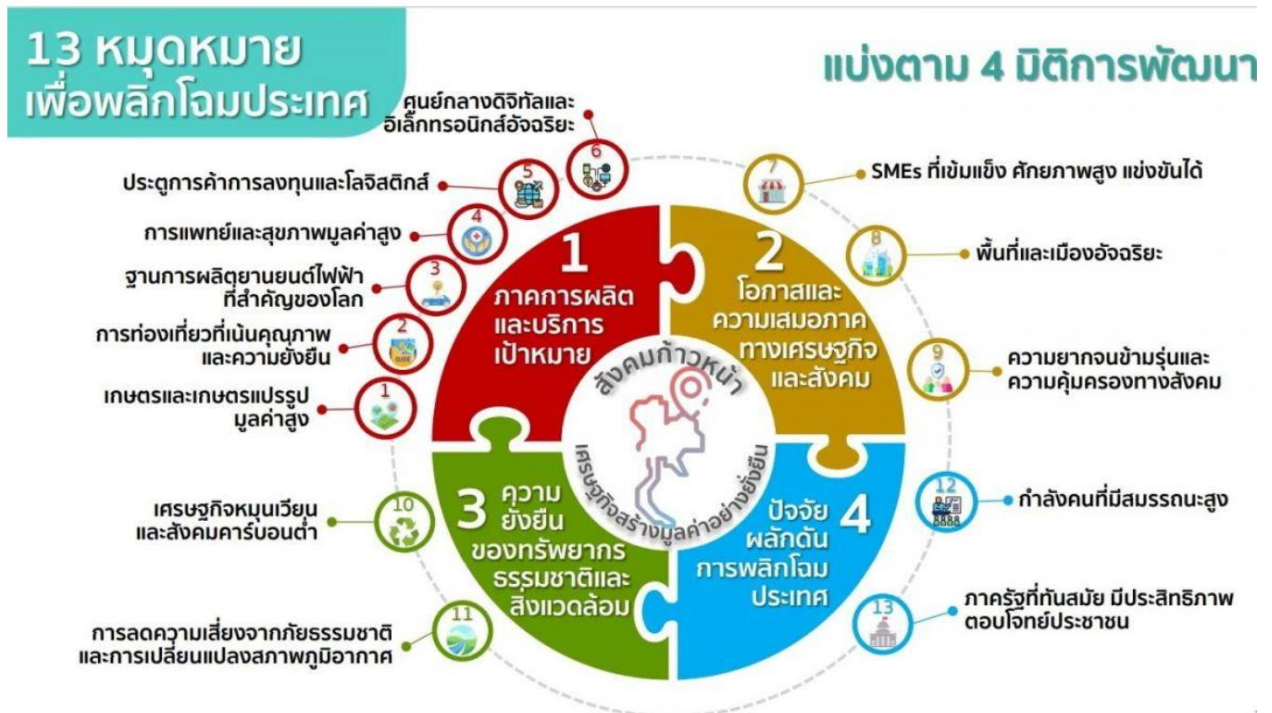 13 หมุดหมาย
เพื่อพลิกโฉมประเทศ
แบ่งตาม 4 มิติการพัฒนา
ศูนย์กลางดิจิทัลและ
อิเล็กทรอนิกส์อัจฉริยะ
6
5
ประตูการค้าการลงทุนและโลจิสติกส์
4
การแพทย์และสุขภาพมูลค่าสูง
3
ฐานการผลิตยานยนต์ไฟฟ้า
ที่สำคัญของโลก
2
GUIDE
การท่องเที่ยวที่เน้นคุณภาพ
และความยั่งยืน
1
เกษตรและเกษตรแปรรูป
มูลค่าสูง
1
ภาคการผลิต
และบริการ
เป้าหมาย
2
โอกาสและ
ความเสมอภาค
ทางเศรษฐกิจ
และสังคม
7
SMEs ที่เข้มแข็ง ศักยภาพสูง แข่งขันได้
8
พื้นที่และเมืองอัจฉริยะ
9
ความยากจนข้ามรุ่นและ
ความคุ้มครองทางสังคม
สังคมก้าวหน้า
เศรษฐกิจสร้างมูลค่าอย่างยั่งยืน
3 ความ
ยั่งยืน
ของทรัพยากร
ธรรมชาติและ
สิ่งแวดล้อม
10
เศรษฐกิจหมุนเวียน
และสังคมคาร์บอนต่ำ
11
การลดความเสี่ยงจากภัยธรรมชาติ
และการเปลี่ยนแปลงสภาพภูมิอากาศ
ปัจจัย 4
ผลักดัน
การพลิกโฉม
ประเทศ
12
กำลังคนที่มีสมรรถนะสูง
13
ภาครัฐที่ทันสมัย มีประสิทธิภาพ
ตอบโจทย์ประชาชน